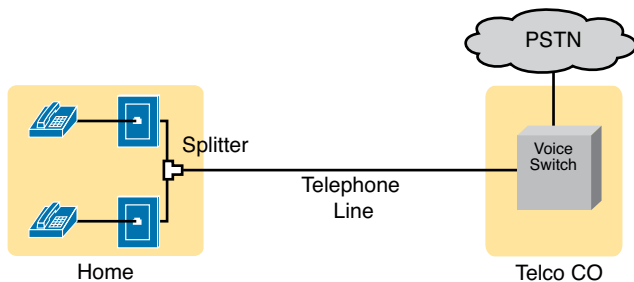 PSTN
Splitter
Voice
Switch
Telephone
Line
Home
Telco CO